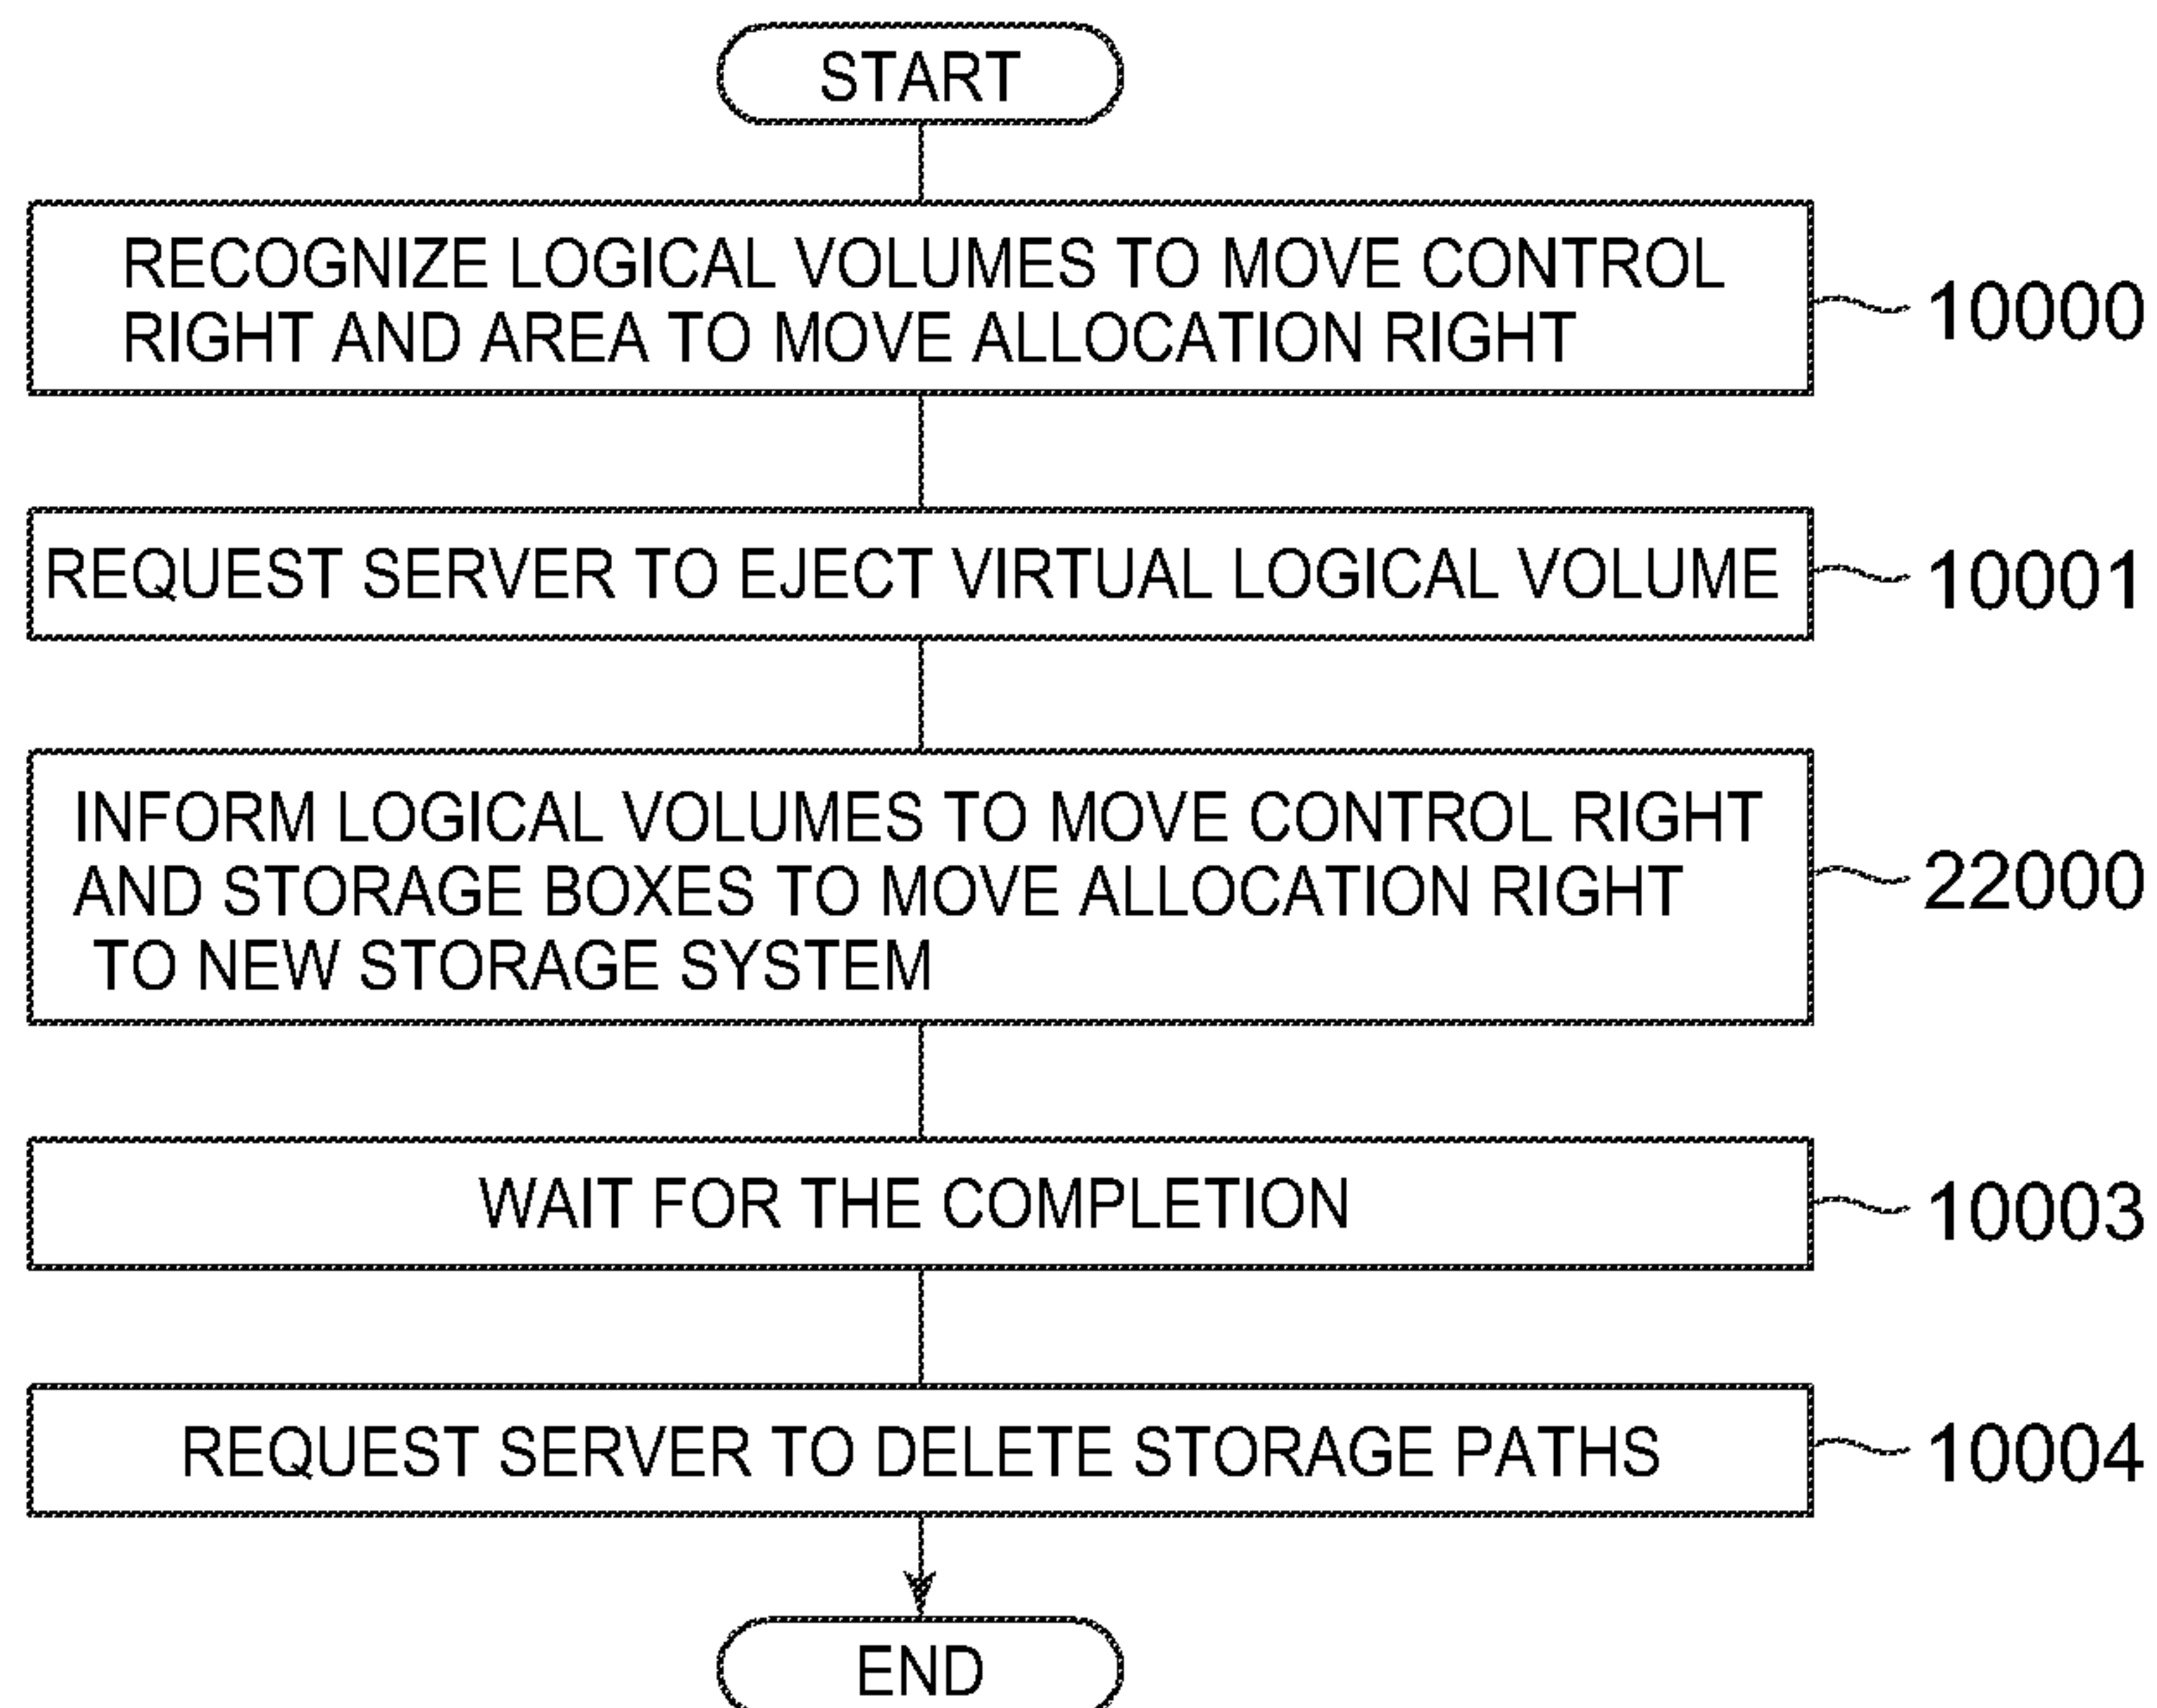 START
RECOGNIZE LOGICAL VOLUMES TO MOVE CONTROL
RIGHT AND AREA TO MOVE ALLOCATION RIGHT
10000
REQUEST SERVER TO EJECT VIRTUAL LOGICAL VOLUME
10001
INFORM LOGICAL VOLUMES TO MOVE CONTROL RIGHT
AND STORAGE BOXES TO MOVE ALLOCATION RIGHT
TO NEW STORAGE SYSTEM
22000
WAIT FOR THE COMPLETION
10003
REQUEST SERVER TO DELETE STORAGE PATHS
10004
END